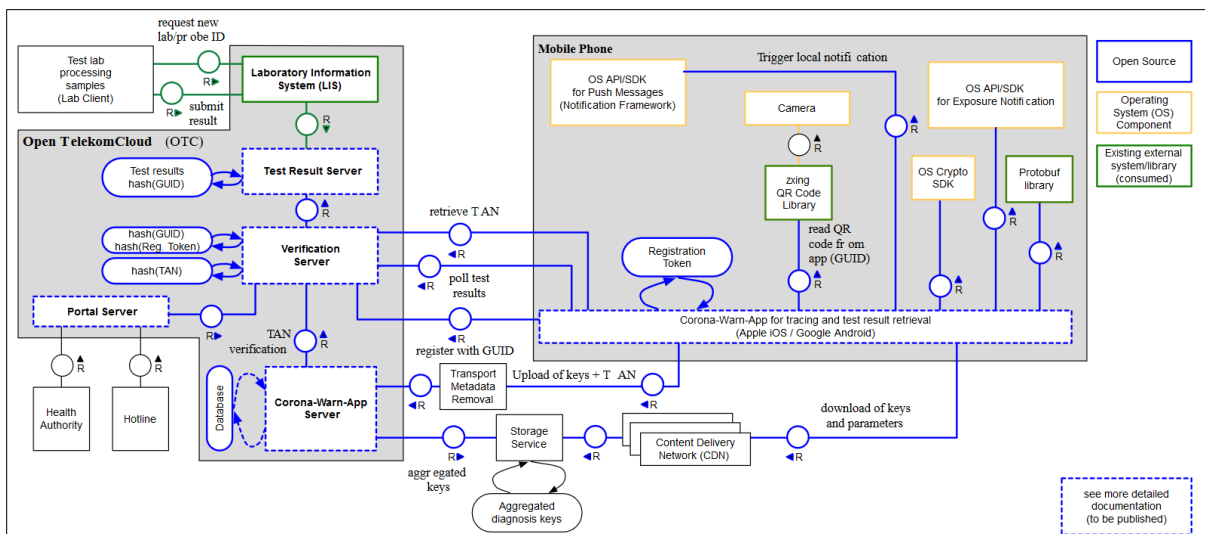 request new
lab/pr obe ID
Test lab
processing
samples
(Lab Client)
R
R
submit
result
Laboratory Information
System (LIS)
R
Open TelekomCloud (OTC)
Test results
hash(GUID)
Test Result Server
R
hash(GUID)
hash(Reg. Token)
hash(TAN)
Verification
Server
retrieve T AN
R
R
poll test
results
R
register with GUID
Portal Server
R
TAN
verification
R
R
R
Health
Authority
Hotline
Database
Corona-Warn-App
Server
R
Transport
Metadata
Removal
Upload of keys + T AN
R
R
aggr egated
keys
Storage
Service
R
Content Delivery
Network (CDN)
R
download of keys
and parameters
Aggregated
diagnosis keys
Mobile Phone
OS API/SDK
for Push Messages
(Notification Framework)
Trigger local notifi cation
R
Camera
R
zxing
QR Code
Library
read QR
code fr om
app (GUID)
R
OS API/SDK
for Exposure Notification
R
OS Crypto
SDK
R
Protobuf
library
R
Registration
Token
Corona-Warn-App for tracing and test result retrieval
(Apple iOS / Google Android)
Open Source
Operating
System (OS)
Component
Existing external
system/library
(consumed)
see more detailed
documentation
(to be published)